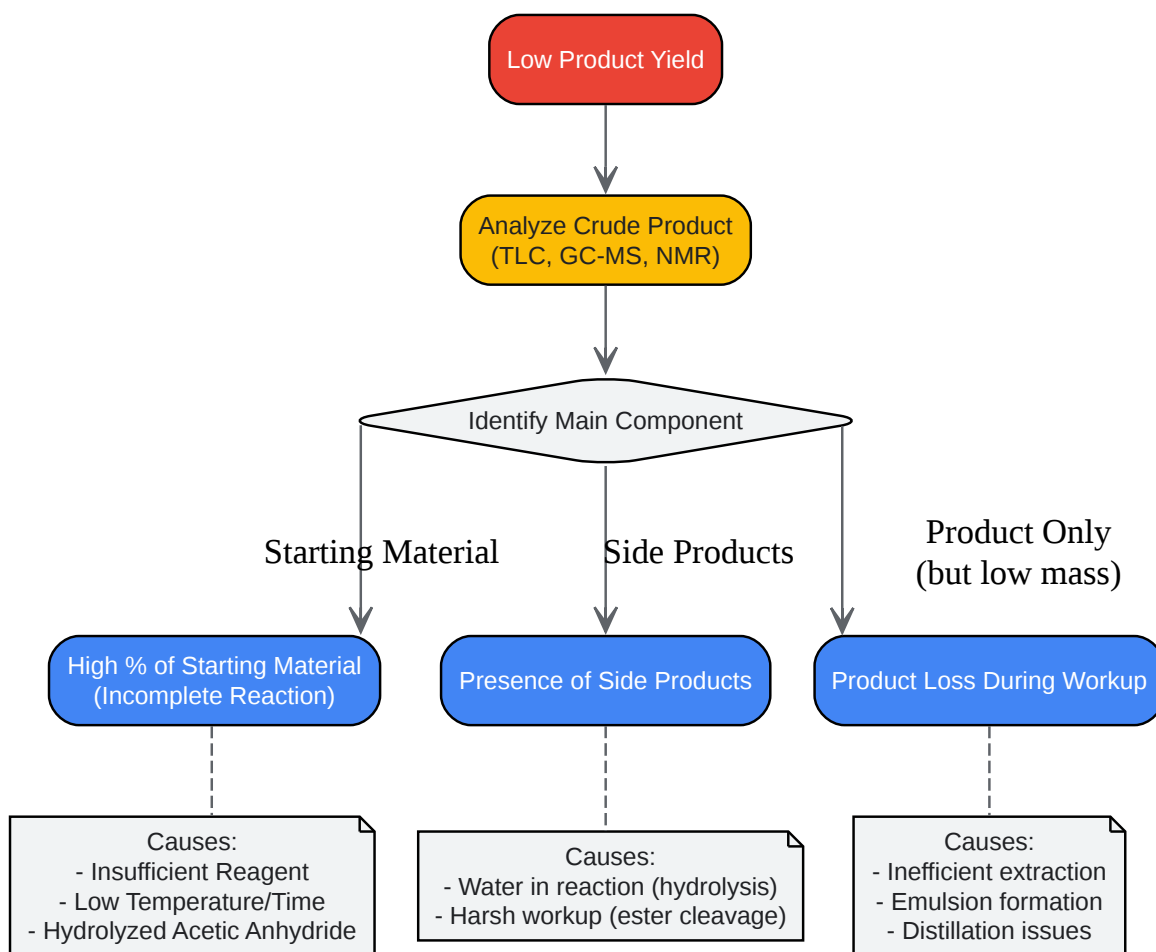 Low Product Yield
Analyze Crude Product
(TLC, GC-MS, NMR)
Identify Main Component
Starting Material
Side Products
Product Only
(but low mass)
High % of Starting Material
(Incomplete Reaction)
Presence of Side Products
Product Loss During Workup
Causes:
- Insufficient Reagent
- Low Temperature/Time
- Hydrolyzed Acetic Anhydride
Causes:
- Water in reaction (hydrolysis)
- Harsh workup (ester cleavage)
Causes:
- Inefficient extraction
- Emulsion formation
- Distillation issues